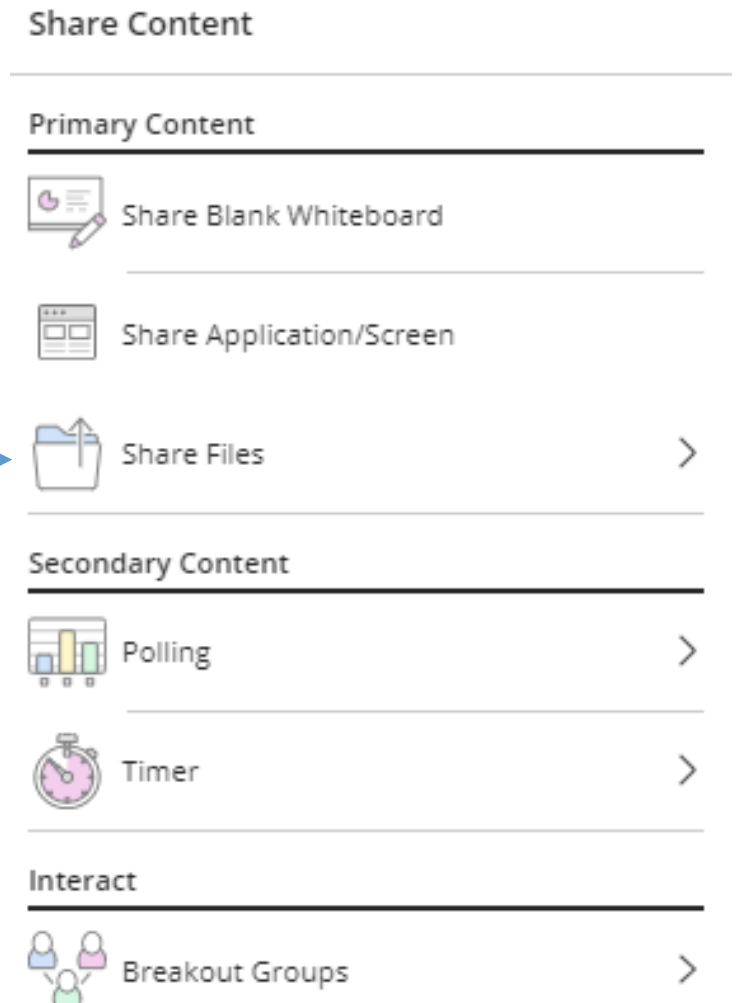 Share Content
Primary Content
Share Blank Whiteboard
Share Application/Screen
Share Files
Secondary Content
Polling
Timer
Interact
Breakout Groups